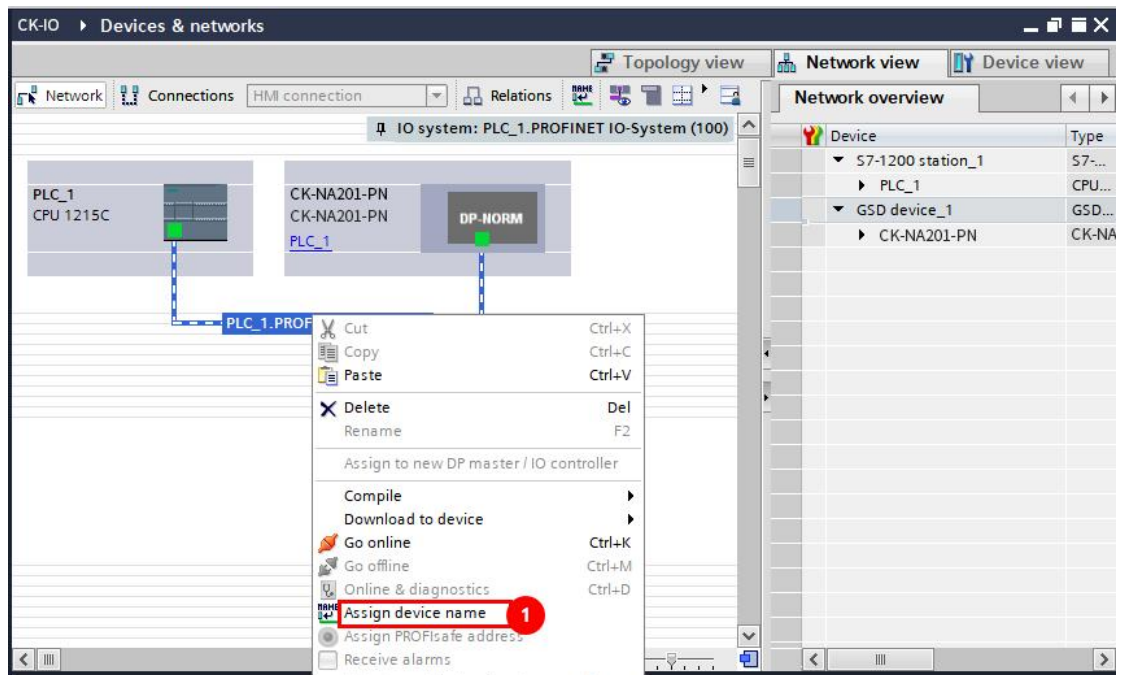 CK-IO ▸ Devices & networks
Topology view
Network view
Device view
Network
Connections
HMI connection
Relations
Network overview
IO system: PLC_1.PROFINET IO-System (100)
Device
Type
S7-1200 station_1
S7-...
PLC_1
CPU...
GSD device_1
GSD...
CK-NA201-PN
CK-NA
PLC_1
CPU 1215C
CK-NA201-PN
CK-NA201-PN
PLC_1
DP-NORM
PLC_1.PROF
Cut Ctrl+X
Copy Ctrl+C
Paste Ctrl+V
Delete Del
Rename F2
Assign to new DP master / IO controller
Compile
Download to device
Go online Ctrl+K
Go offline Ctrl+M
Online & diagnostics Ctrl+D
NAME Assign device name 1
Assign PROFIsafe address
Receive alarms